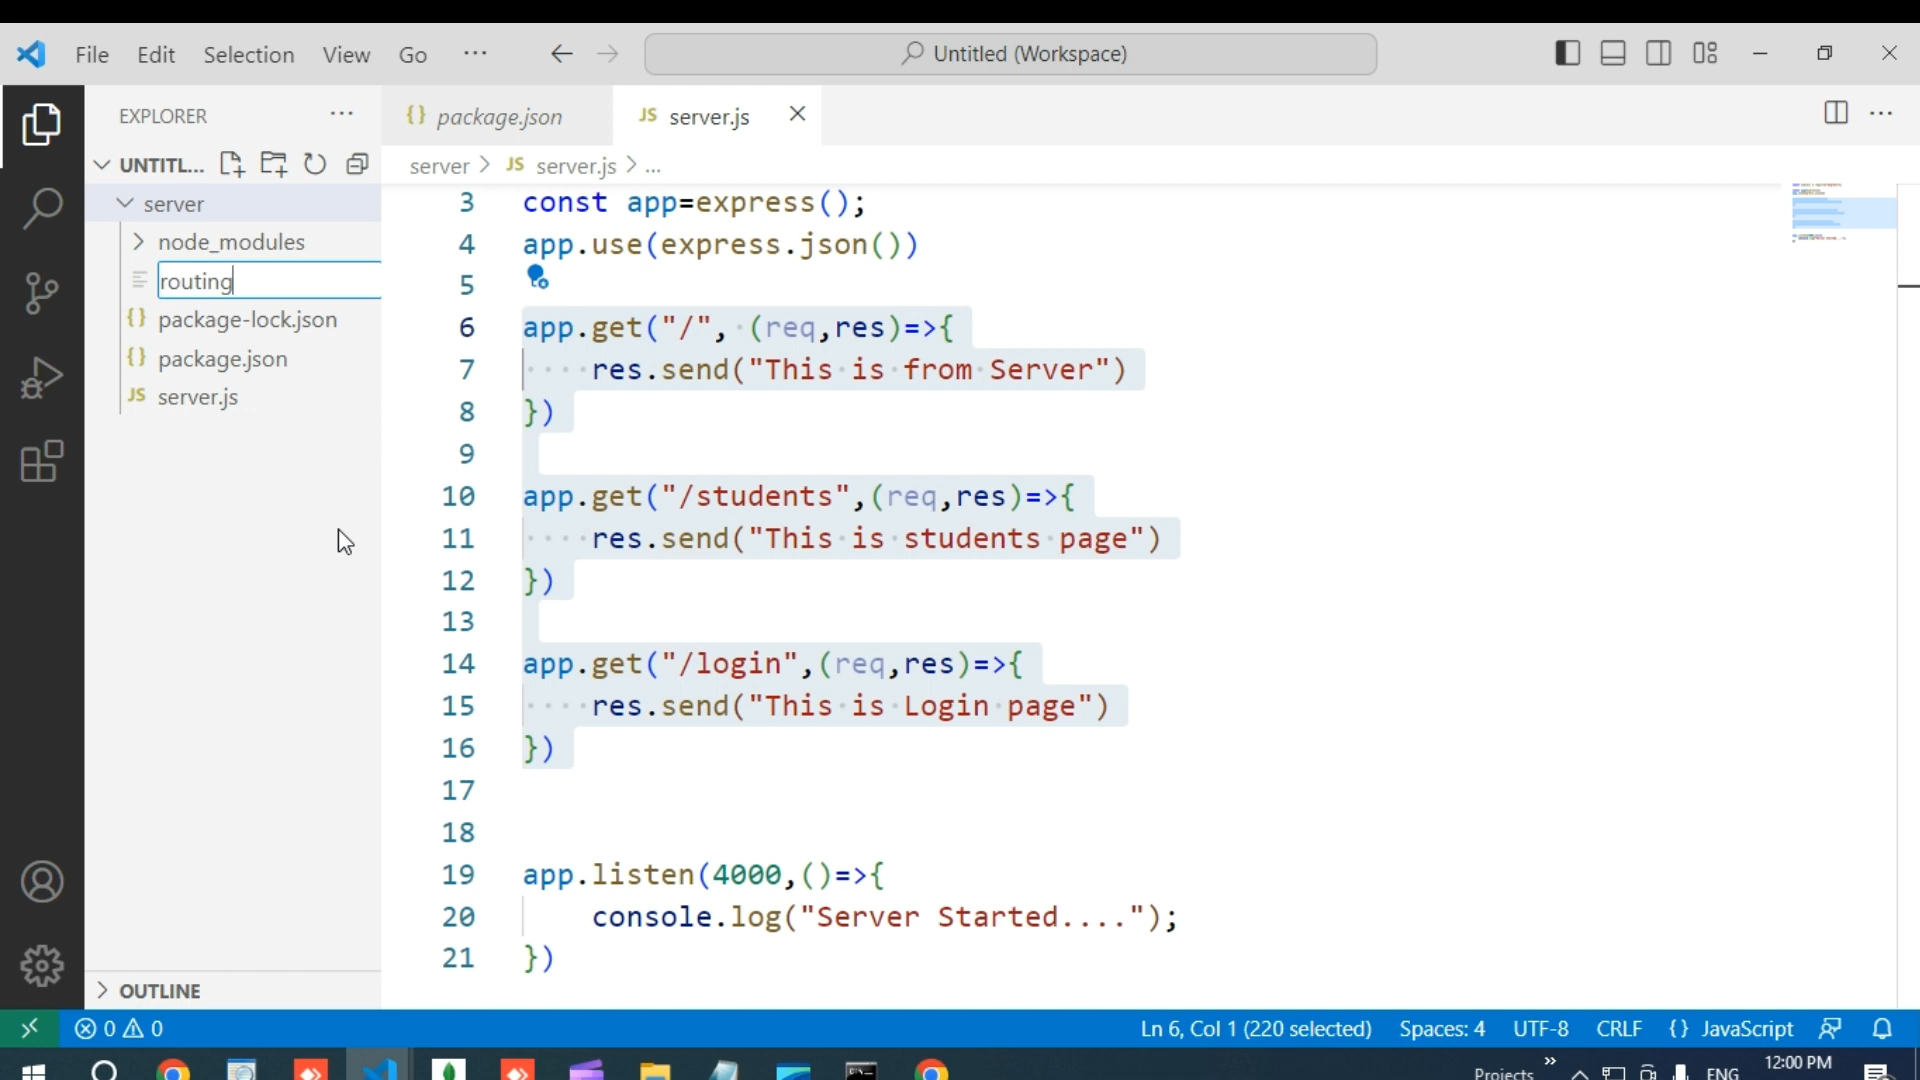 File Edit Selection View Go ···
Untitled (Workspace)
EXPLORER ···
UNTITL...
server
node_modules
routing
package-lock.json
package.json
server.js
OUTLINE
package.json
JS server.js
server > JS server.js > ...
3 const app=express();
4 app.use(express.json())
5
6 app.get("/", (req,res)=>{
7 res.send("This is from Server")
8 })
9
10 app.get("/students",(req,res)=>{
11 res.send("This is students page")
12 })
13
14 app.get("/login",(req,res)=>{
15 res.send("This is Login page")
16 })
17
18
19 app.listen(4000,()=>{
20 console.log("Server Started....");
21 })
0 0
Ln 6, Col 1 (220 selected) Spaces: 4 UTF-8 CRLF {} JavaScript
Projects » ENG 12:00 PM